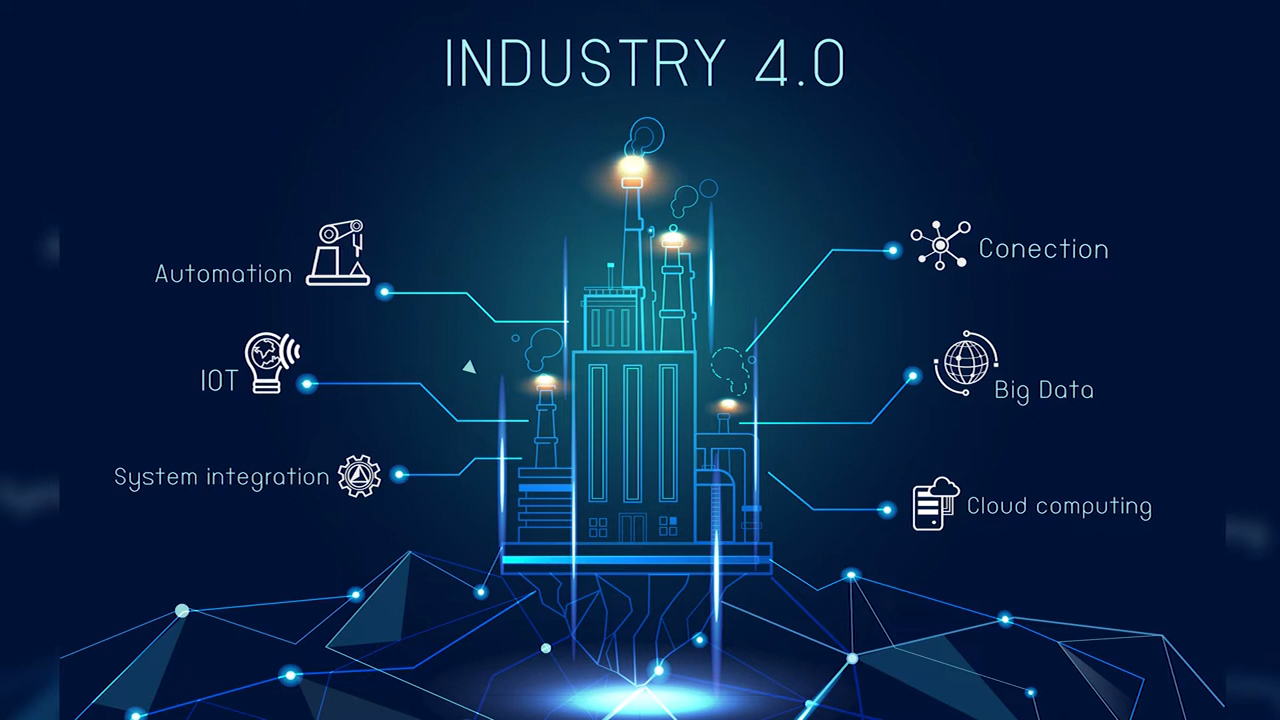 INDUSTRY 4.0
Automation
Conection
IOT
Big Data
System integration
Cloud computing